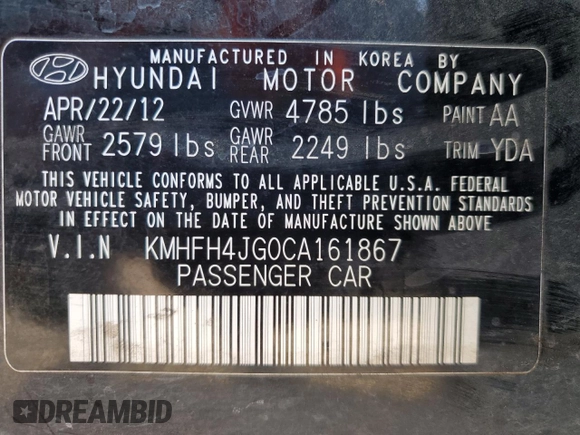 MANUFACTURED IN KOREA BY
HYUNDAI MOTOR COMPANY
APR/22/12 GVWR 4785 lbs PAINT AA
GAWR FRONT 2579 lbs GAWR REAR 2249 lbs TRIM YDA
THIS VEHICLE CONFORMS TO ALL APPLICABLE U.S.A. FEDERAL
MOTOR VEHICLE SAFETY, BUMPER, AND THEFT PREVENTION STANDARDS
IN EFFECT ON THE DATE OF MANUFACTURE SHOWN ABOVE
V.I.N KMHFH4JG0CA161867
PASSENGER CAR
DREAMBID